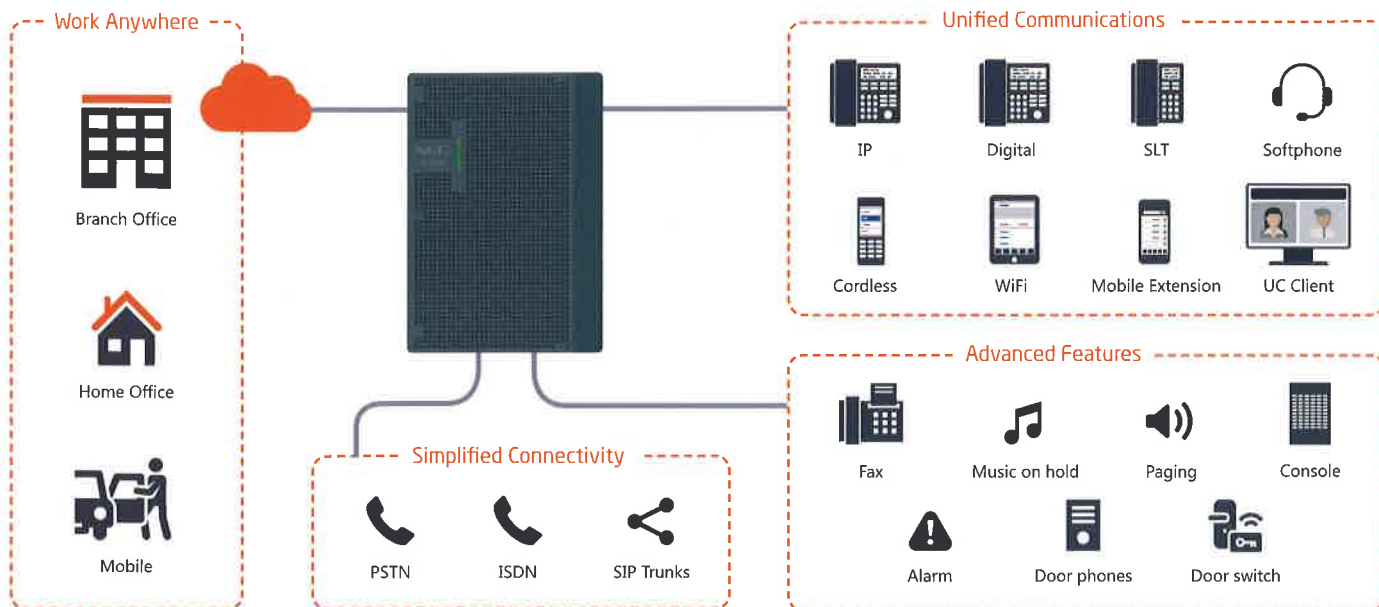 Work Anywhere
Branch Office
Home Office
Mobile
NEC
Simplified Connectivity
PSTN
ISDN
SIP Trunks
Unified Communications
IP
Digital
SLT
Softphone
Cordless
WiFi
Mobile Extension
UC Client
Advanced Features
Fax
Music on hold
Paging
Console
Alarm
Door phones
Door switch